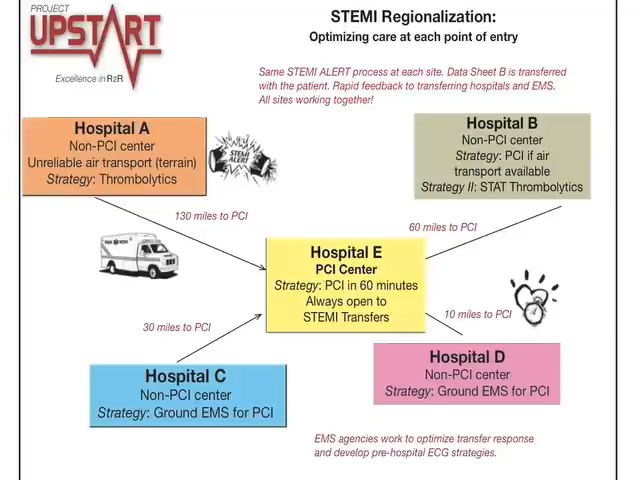 PROJECT
UPSTART
Excellence in R2R
STEMI Regionalization:
Optimizing care at each point of entry
Same STEMI ALERT process at each site. Data Sheet B is transferred
with the patient. Rapid feedback to transferring hospitals and EMS.
All sites working together!
Hospital A
Non-PCI center
Unreliable air transport (terrain)
Strategy: Thrombolytics
STEMI
ALERT
Hospital B
Non-PCI center
Strategy: PCI if air
transport available
Strategy II: STAT Thrombolytics
130 miles to PCI
60 miles to PCI
Hospital E
PCI Center
Strategy: PCI in 60 minutes
Always open to
STEMI Transfers
30 miles to PCI
10 miles to PCI
Hospital C
Non-PCI center
Strategy: Ground EMS for PCI
Hospital D
Non-PCI center
Strategy: Ground EMS for PCI
EMS agencies work to optimize transfer response
and develop pre-hospital ECG strategies.